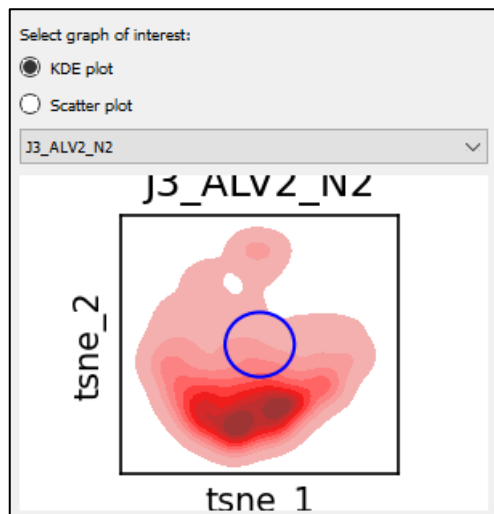 Select graph of interest:
KDE plot
Scatter plot
J3_ALV2_N2
J3_ALV2_N2
tsne_2
tsne_1